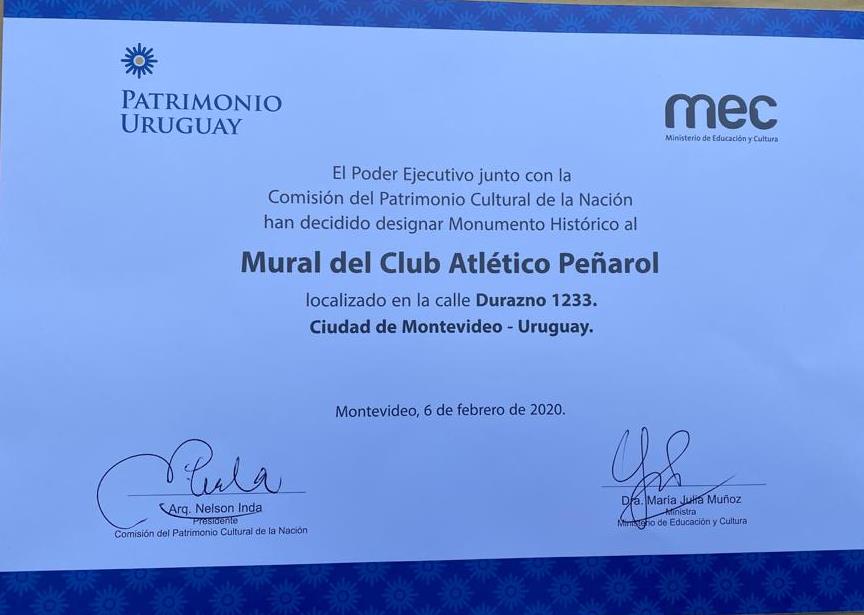 PATRIMONIO
URUGUAY
mec
Ministerio de Educación y Cultura
El Poder Ejecutivo junto con la
Comisión del Patrimonio Cultural de la Nación
han decidido designar Monumento Histórico al
Mural del Club Atlético Peñarol
localizado en la calle Durazno 1233.
Ciudad de Montevideo - Uruguay.
Montevideo, 6 de febrero de 2020.
Arq. Nelson Inda
Presidente
Comisión del Patrimonio Cultural de la Nación
Dra. María Julia Muñoz
Ministra
Ministerio de Educación y Cultura